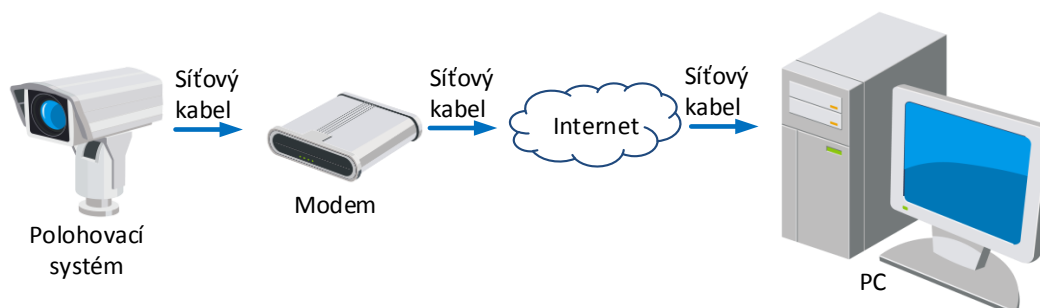 Síťový
kabel
Síťový
kabel
Síťový
kabel
Internet
Modem
Polohovací
systém
PC